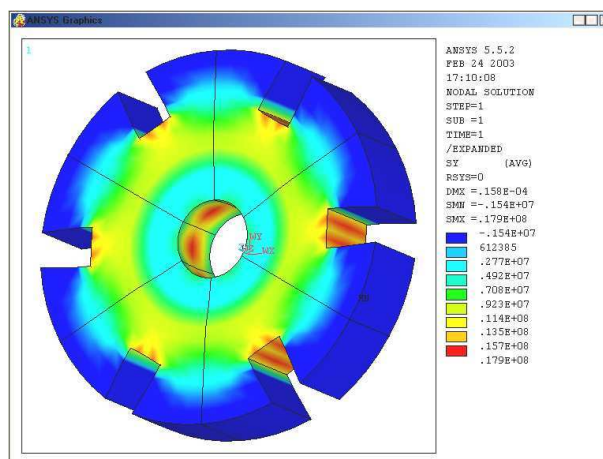 ANSYS Graphics
1
ANSYS 5.5.2
FEB 24 2003
17:10:08
NODAL SOLUTION
STEP=1
SUB =1
TIME=1
/EXPANDED
SY (AVG)
RSYS=0
DMX =.158E-04
SMN =-.154E+07
SMX =.179E+08
-.154E+07
612385
.277E+07
.492E+07
.708E+07
.923E+07
.114E+08
.135E+08
.157E+08
.179E+08
WY
WX